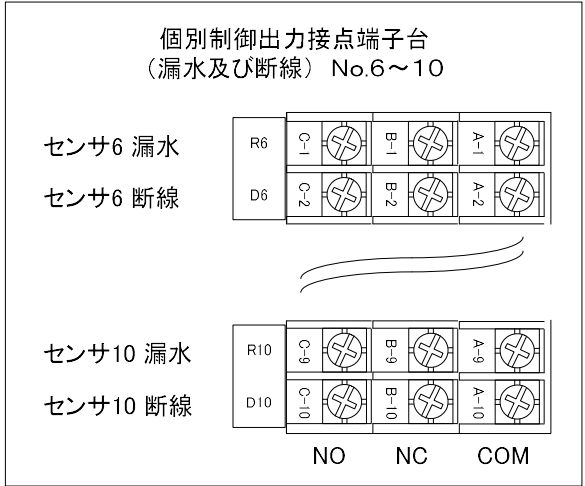 個別制御出力接点端子台
（漏水及び断線） No.6～10
センサ6 漏水 R6 C-1 B-1 A-1
センサ6 断線 D6 C-2 B-2 A-2
センサ10 漏水 R10 C-9 B-9 A-9
センサ10 断線 D10 C-10 B-10 A-10
NO NC COM